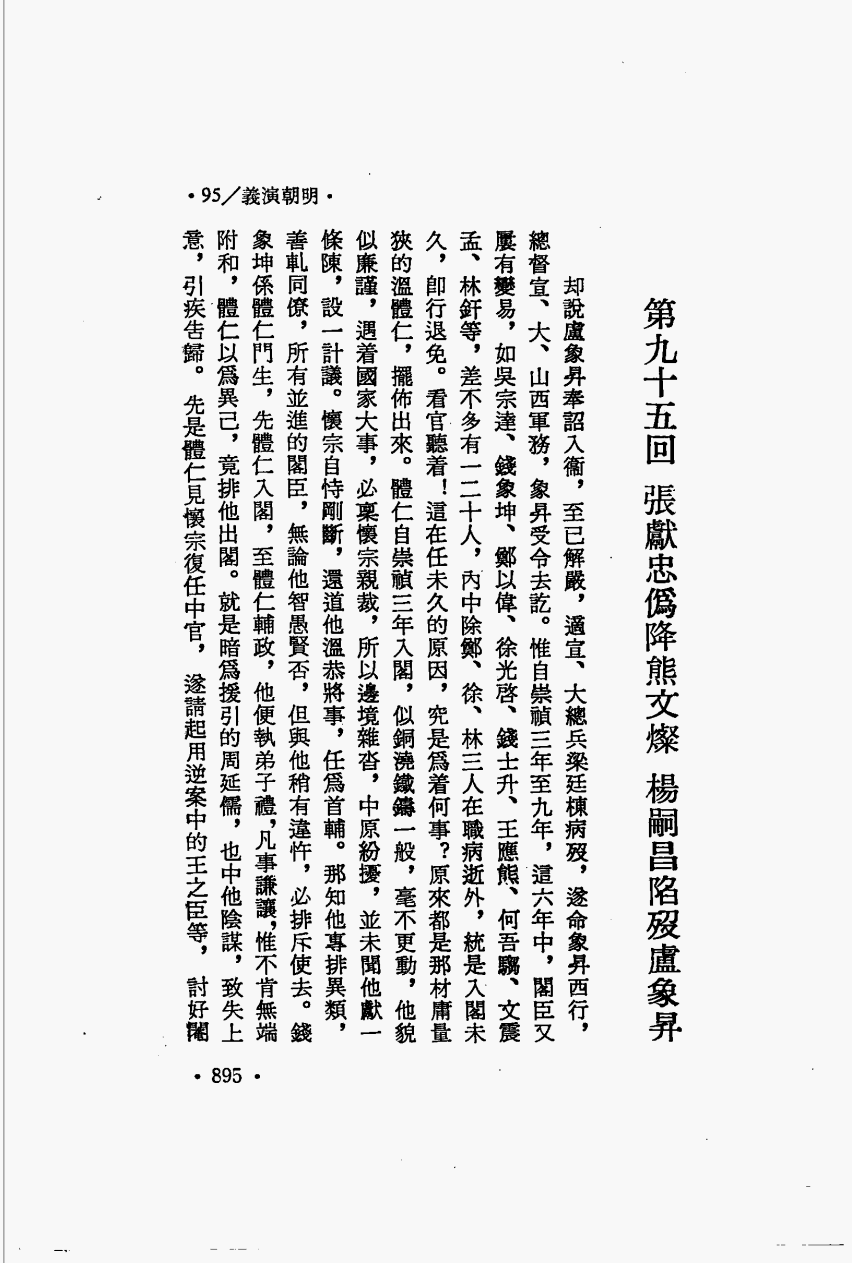 •95／義演朝明•
第九十五回　張獻忠僞降熊文燦　楊嗣昌陷歿盧象昇
却說盧象昇奉詔入衞，至已解嚴，適宣、大總兵梁廷棟病歿，遂命象昇西行，
總督宣、大、山西軍務，象昇受令去訖。惟自崇禎三年至九年，這六年中，閣臣又
屢有變易，如吳宗達、錢象坤、鄭以偉、徐光啓、錢士升、王應熊、何吾騶、文震
孟、林釬等，差不多有一二十人，內中除鄭、徐、林三人在職病逝外，統是入閣未
久，卽行退免。看官聽着！這在任未久的原因，究是爲着何事？原來都是那材庸量
狹的溫體仁，擺佈出來。體仁自崇禎三年入閣，似銅澆鐵鑄一般，毫不更動，他貌
似廉謹，遇着國家大事，必稟懷宗親裁，所以邊境雜沓，中原紛擾，並未聞他獻一
條陳，設一計議。懷宗自恃剛斷，還道他溫恭將事，任爲首輔。那知他專排異類，
善軋同僚，所有並進的閣臣，無論他智愚賢否，但與他稍有違忤，必排斥使去。錢
象坤係體仁門生，先體仁入閣，至體仁輔政，他便執弟子禮，凡事謙讓，惟不肯無端
附和，體仁以爲異己，竟排他出閣。就是暗爲援引的周延儒，也中他陰謀，致失上
意，引疾告歸。先是體仁見懷宗復任中官，遂請起用逆案中的王之臣等，討好閹
•895•